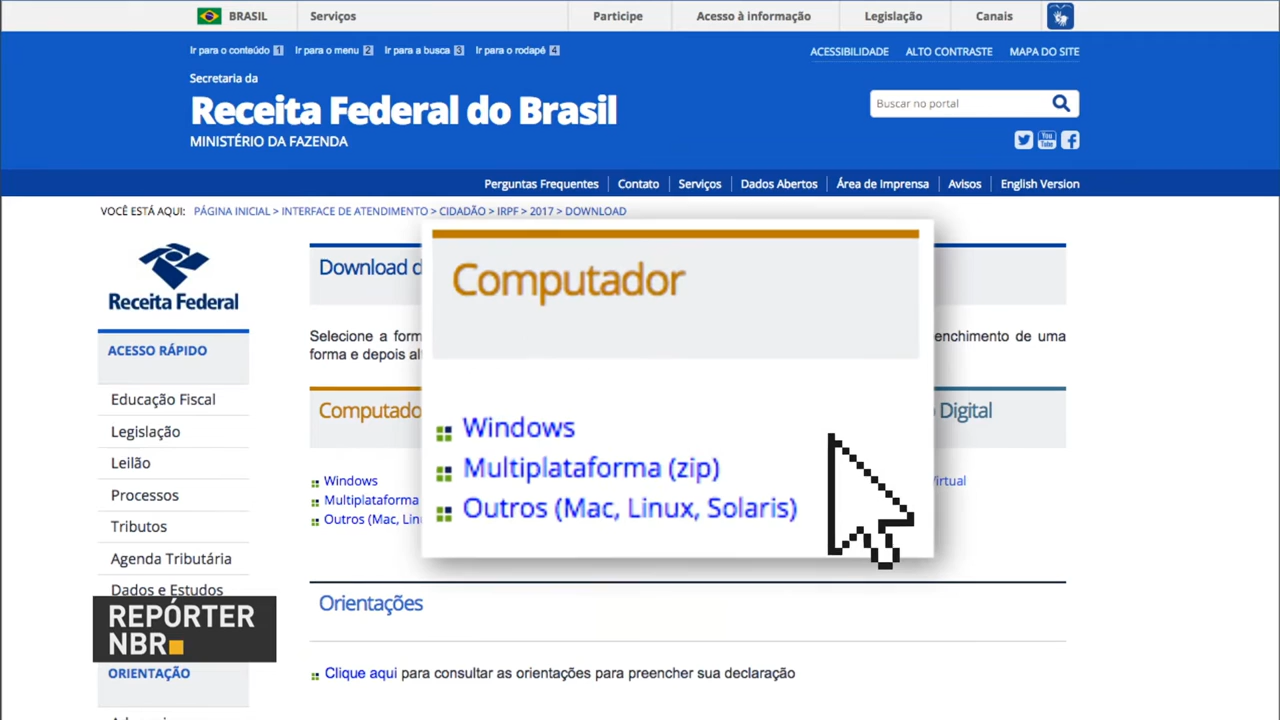 BRASIL Serviços Participe Acesso à informação Legislação Canais
Ir para o conteúdo 1 Ir para o menu 2 Ir para a busca 3 Ir para o rodapé 4 ACESSIBILIDADE ALTO CONTRASTE MAPA DO SITE
Secretaria da
Receita Federal do Brasil
MINISTÉRIO DA FAZENDA
Buscar no portal
You Tube
Perguntas Frequentes Contato Serviços Dados Abertos Área de Imprensa Avisos English Version
VOCÊ ESTÁ AQUI: PÁGINA INICIAL > INTERFACE DE ATENDIMENTO > CIDADÃO > IRPF > 2017 > DOWNLOAD
Receita Federal
ACESSO RÁPIDO
Educação Fiscal
Legislação
Leilão
Processos
Tributos
Agenda Tributária
Dados e Estudos
REPÓRTER
NBR
ORIENTAÇÃO
Download
Selecione a enchimento de uma
forma e depois
Digital
Windows
Multiplataforma
Outros (Mac,
Computador
Windows
Multiplataforma (zip)
Outros (Mac, Linux, Solaris)
Orientações
Clique aqui para consultar as orientações para preencher sua declaração